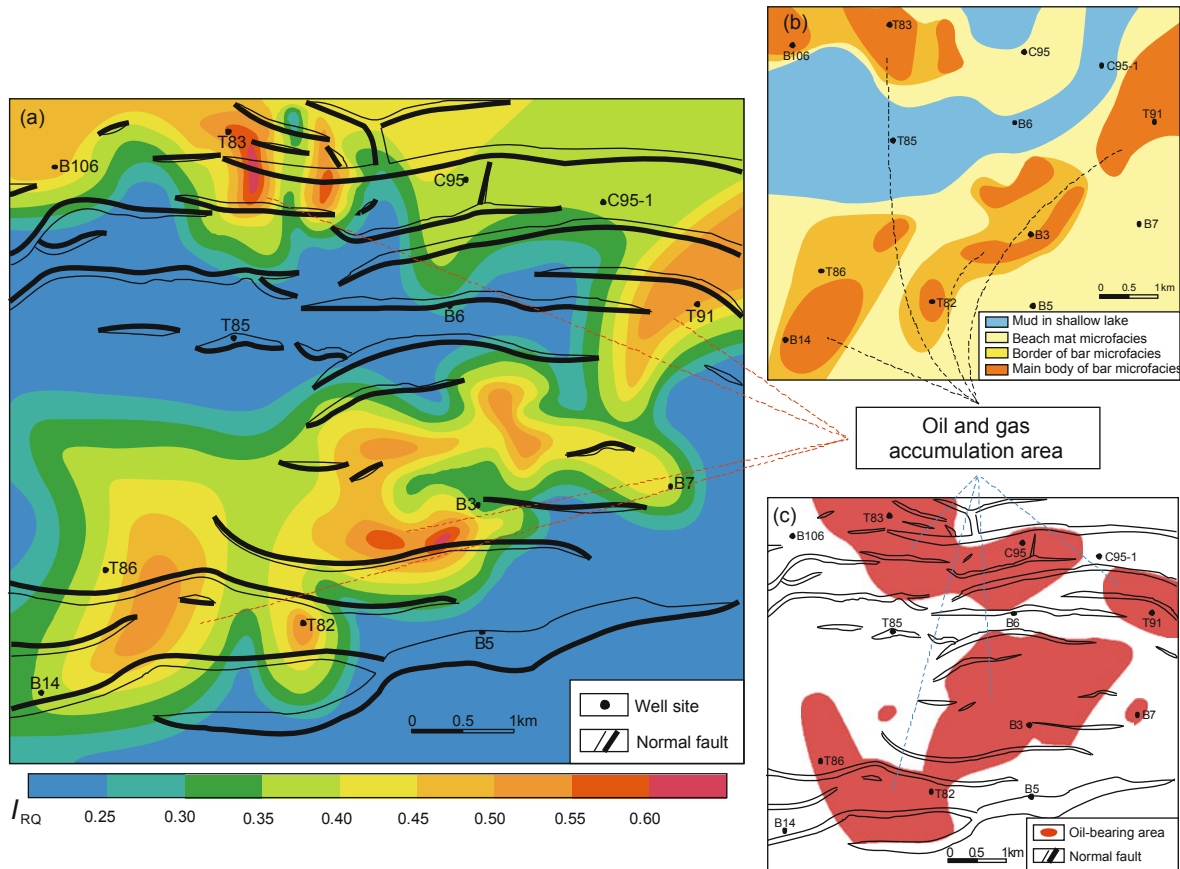 (a)
T83
B106
C95
C95-1
T91
B6
T85
B7
B3
T86
T82
B5
B14
0 0.5 1km
Well site
Normal fault
I RQ
0.25 0.30 0.35 0.40 0.45 0.50 0.55 0.60
(b)
T83
B106
C95
C95-1
T91
B6
T85
B7
B3
T86
T82
B5
B14
0 0.5 1km
Mud in shallow lake
Beach mat microfacies
Border of bar microfacies
Main body of bar microfacies
Oil and gas
accumulation area
(c)
T83
B106
C95
C95-1
T91
B6
T85
B7
B3
T86
T82
B5
B14
0 0.5 1km
Oil-bearing area
Normal fault